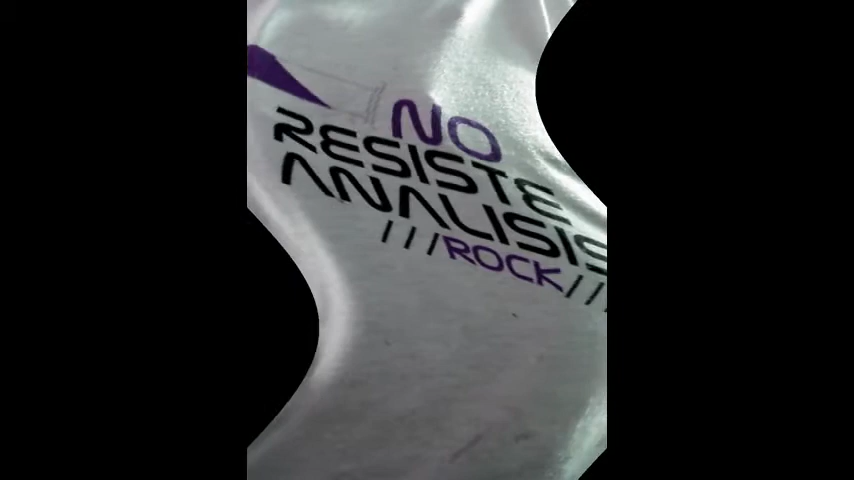 NO
RESISTE
ANALISIS
///ROCK///